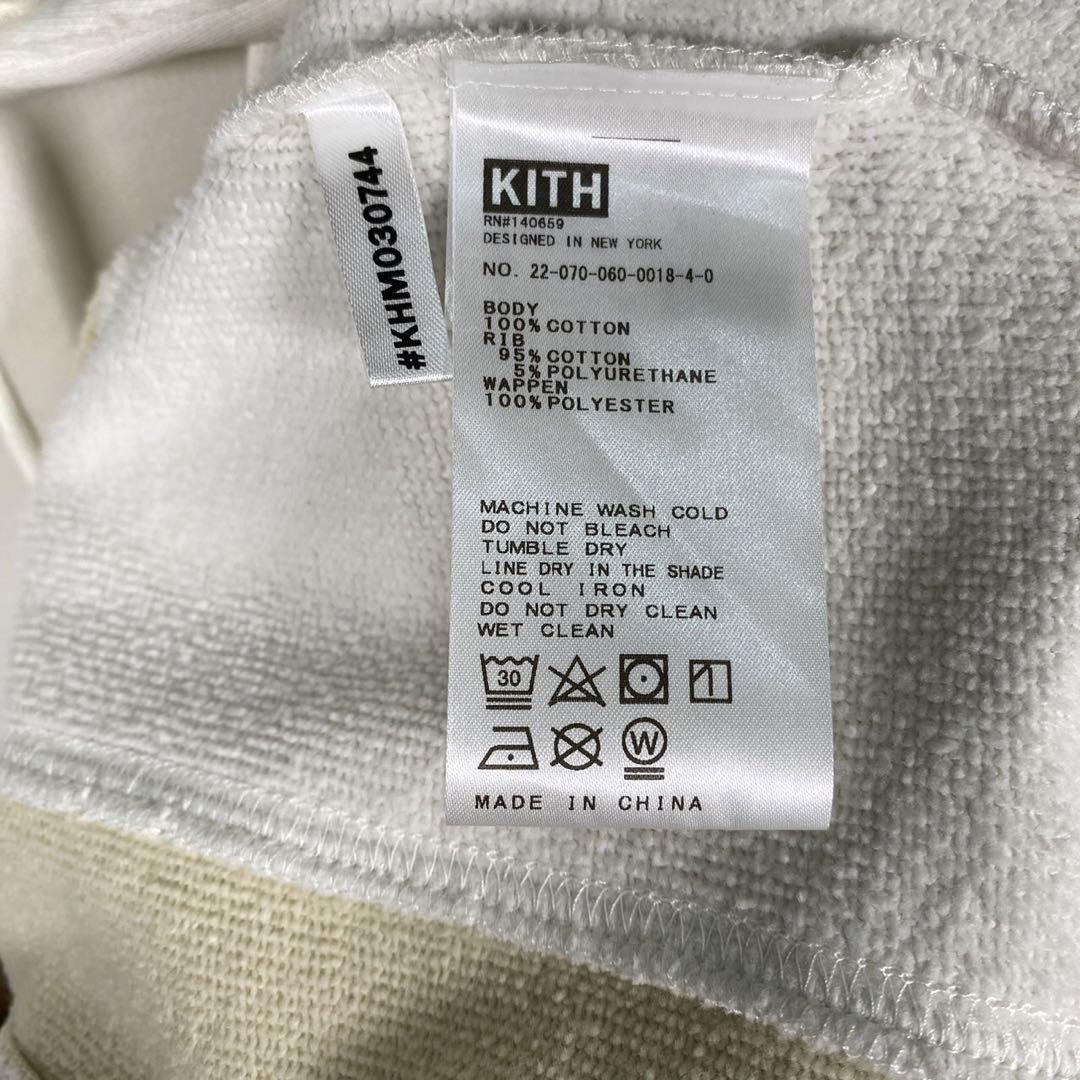 #KHM030744
KITH
RN#140659
DESIGNED IN NEW YORK
NO. 22-070-060-0018-4-0
BODY
100% COTTON
RIB
95% COTTON
5% POLYURETHANE
WAPPEN
100% POLYESTER
MACHINE WASH COLD
DO NOT BLEACH
TUMBLE DRY
LINE DRY IN THE SHADE
COOL IRON
DO NOT DRY CLEAN
WET CLEAN
30
W
MADE IN CHINA